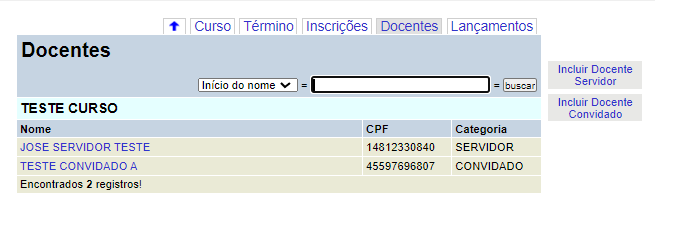 Curso Término Inscrições Docentes Lançamentos
Docentes
Início do nome = = buscar
Incluir Docente
Servidor
Incluir Docente
Convidado
TESTE CURSO
Nome CPF Categoria
JOSE SERVIDOR TESTE 14812330840 SERVIDOR
TESTE CONVIDADO A 45597696807 CONVIDADO
Encontrados 2 registros!